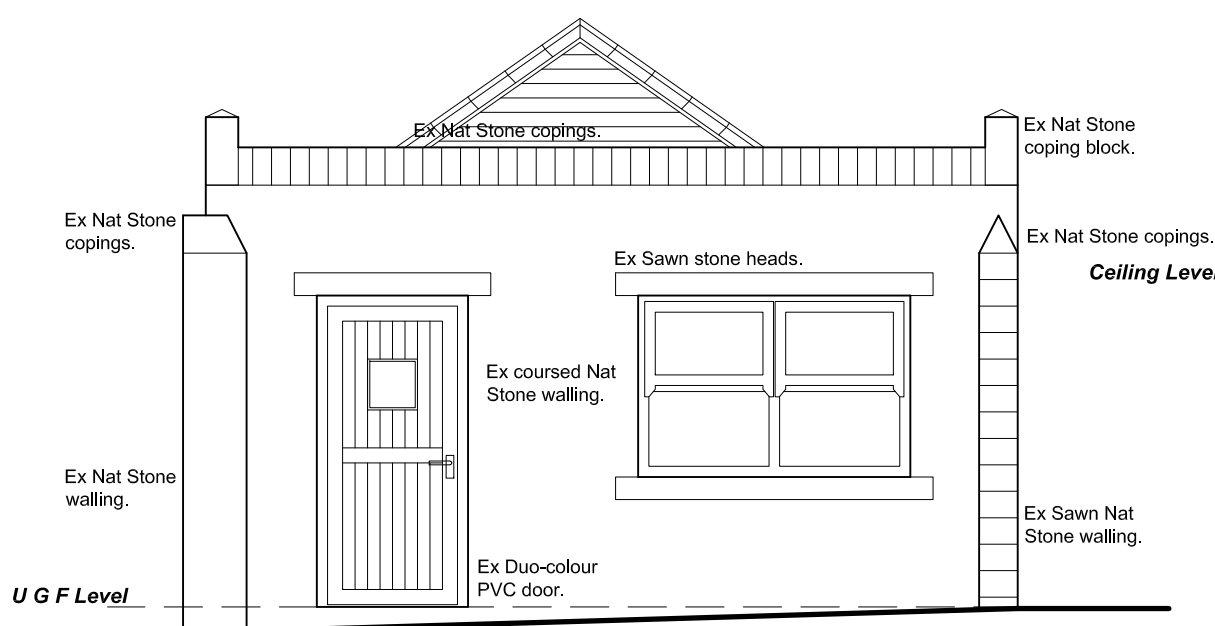 Ex Nat Stone copings.
Ex Nat Stone
coping block.
Ex Nat Stone
copings.
Ex Nat Stone copings.
Ex Sawn stone heads.
Ceiling Level
Ex coursed Nat
Stone walling.
Ex Nat Stone
walling.
Ex Sawn Nat
Stone walling.
Ex Duo-colour
PVC door.
U G F Level